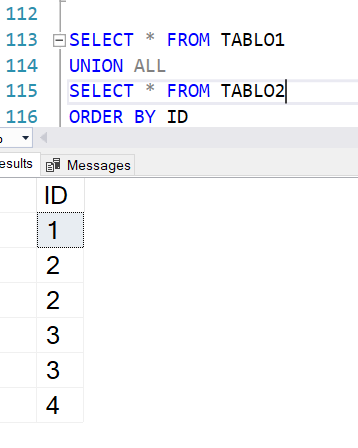 112
113 SELECT * FROM TABLO1
114 UNION ALL
115 SELECT * FROM TABLO2
116 ORDER BY ID
esults Messages
ID
1
2
2
3
3
4